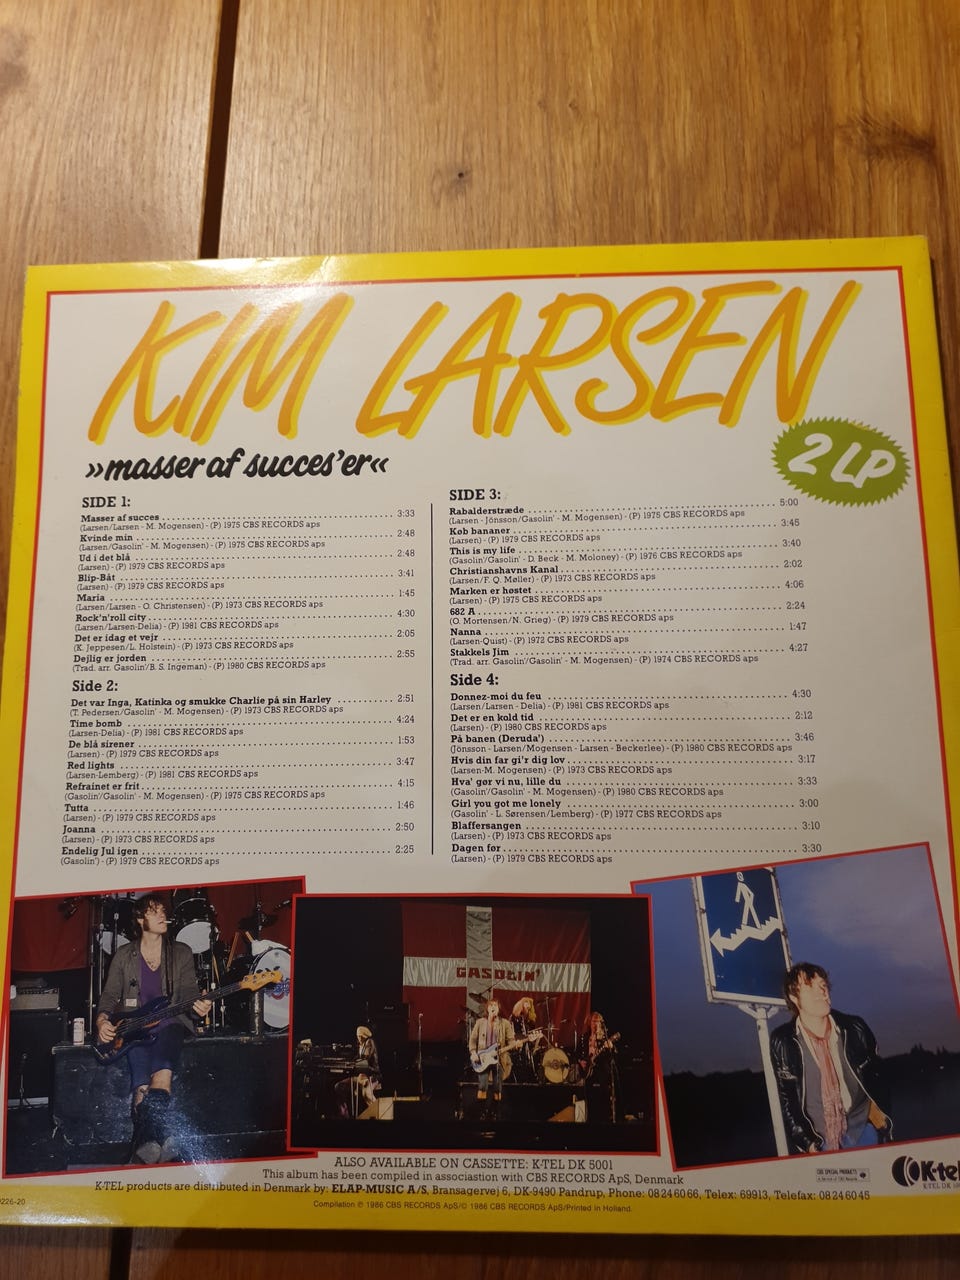 KIM LARSEN
»masser af succes'er«
2 LP
SIDE 1:
Masser af succes 3:33
(Larsen/Larsen - M. Mogensen) - (P) 1975 CBS RECORDS aps
Kvinde min 2:48
(Larsen/Gasolin' - M. Mogensen) - (P) 1975 CBS RECORDS aps
Ud i det blå 2:48
(Larsen) - (P) 1979 CBS RECORDS aps
Blip-Båt 3:41
(Larsen) - (P) 1979 CBS RECORDS aps
Maria 1:45
(Larsen/Larsen - O. Christensen) - (P) 1973 CBS RECORDS aps
Rock'n'roll city 4:30
(Larsen/Larsen-Delia) - (P) 1981 CBS RECORDS aps
Det er idag et vejr 2:05
(K. Jeppesen/L. Holstein) - (P) 1973 CBS RECORDS aps
Dejlig er jorden 2:55
(Trad. arr. Gasolin'/B. S. Ingeman) - (P) 1980 CBS RECORDS aps
Side 2:
Det var Inga, Katinka og smukke Charlie på sin Harley 2:51
(T. Pedersen/Gasolin' - M. Mogensen) - (P) 1973 CBS RECORDS aps
Time bomb 4:24
(Larsen-Delia) - (P) 1981 CBS RECORDS aps
De blå sirener 1:53
(Larsen) - (P) 1979 CBS RECORDS aps
Red lights 3:47
(Larsen-Lemberg) - (P) 1981 CBS RECORDS aps
Refrainet er frit 4:15
(Gasolin'/Gasolin' - M. Mogensen) - (P) 1975 CBS RECORDS aps
Tutta 1:46
(Larsen) - (P) 1979 CBS RECORDS aps
Joanna 2:50
(Larsen) - (P) 1973 CBS RECORDS aps
Endelig Jul igen 2:25
(Gasolin') - (P) 1979 CBS RECORDS aps
SIDE 3:
Rabalderstræde 5:00
(Larsen - Jönsson/Gasolin' - M. Mogensen) - (P) 1975 CBS RECORDS aps
Køb bananer 3:45
(Larsen) - (P) 1979 CBS RECORDS aps
This is my life 3:40
(Gasolin'/Gasolin' - D. Beck - M. Moloney) - (P) 1976 CBS RECORDS aps
Christianshavns Kanal 2:02
(Larsen/F. Q. Møller) - (P) 1973 CBS RECORDS aps
Marken er høstet 4:06
(Larsen) - (P) 1975 RECORDS aps
682 A 2:24
(O. Mortensen/N. Grieg) - (P) 1979 CBS RECORDS aps
Nanna 1:47
(Larsen-Quist) - (P) 1972 CBS RECORDS aps
Stakkels Jim 4:27
(Trad. arr. Gasolin'/Gasolin' - M. Mogensen) - (P) 1974 CBS RECORDS aps
Side 4:
Donnez-moi du feu 4:30
(Larsen/Larsen - Delia) - (P) 1981 CBS RECORDS aps
Det er en kold tid 2:12
(Larsen) - (P) 1980 CBS RECORDS aps
På banen (Deruda') 3:46
(Jönsson - Larsen/Mogensen - Larsen - Beckerlee) - (P) 1980 CBS RECORDS aps
Hvis din far gi'r dig lov 3:17
(Larsen-M. Mogensen) - (P) 1973 CBS RECORDS aps
Hva' gør vi nu, lille du 3:33
(Gasolin'/Gasolin' - M. Mogensen) - (P) 1980 CBS RECORDS aps
Girl you got me lonely 3:00
(Gasolin' - L. Sørensen/Lemberg) - (P) 1977 CBS RECORDS aps
Blaffersangen 3:10
(Larsen) - (P) 1973 CBS RECORDS aps
Dagen før 3:30
(Larsen) - (P) 1979 CBS RECORDS aps
GASOLIN'
ALSO AVAILABLE ON CASSETTE: K-TEL DK 5001
This album has been compiled in association with CBS RECORDS ApS, Denmark
K-TEL products are distributed in Denmark by: ELAP-MUSIC A/S, Bransagervej 6, DK-9490 Pandrup, Phone: 08 24 60 66, Telex: 69913, Telefax: 08 24 60 45
Compilation ℗ 1986 CBS RECORDS ApS/© 1986 CBS RECORDS ApS/Printed in Holland.
226-20
CBS SPECIAL PRODUCTS
K-tel
K-TEL DK